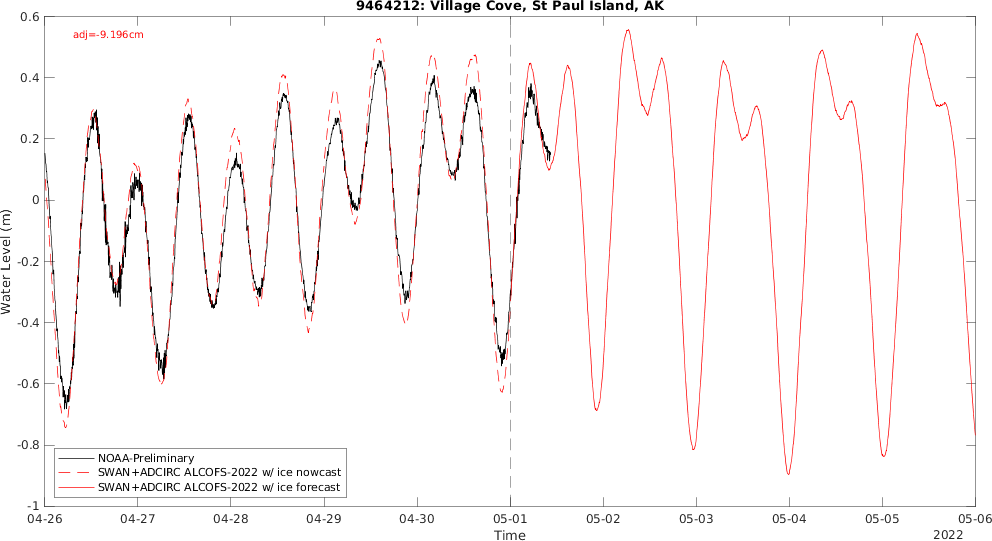 9464212: Village Cove, St Paul Island, AK
adj=-9.196cm
0.6
0.4
0.2
0
-0.2
-0.4
-0.6
-0.8
-1
Water Level (m)
NOAA-Preliminary
SWAN+ADCIRC ALCOFS-2022 w/ ice nowcast
SWAN+ADCIRC ALCOFS-2022 w/ ice forecast
04-26 04-27 04-28 04-29 04-30 05-01 05-02 05-03 05-04 05-05 05-06
Time
2022